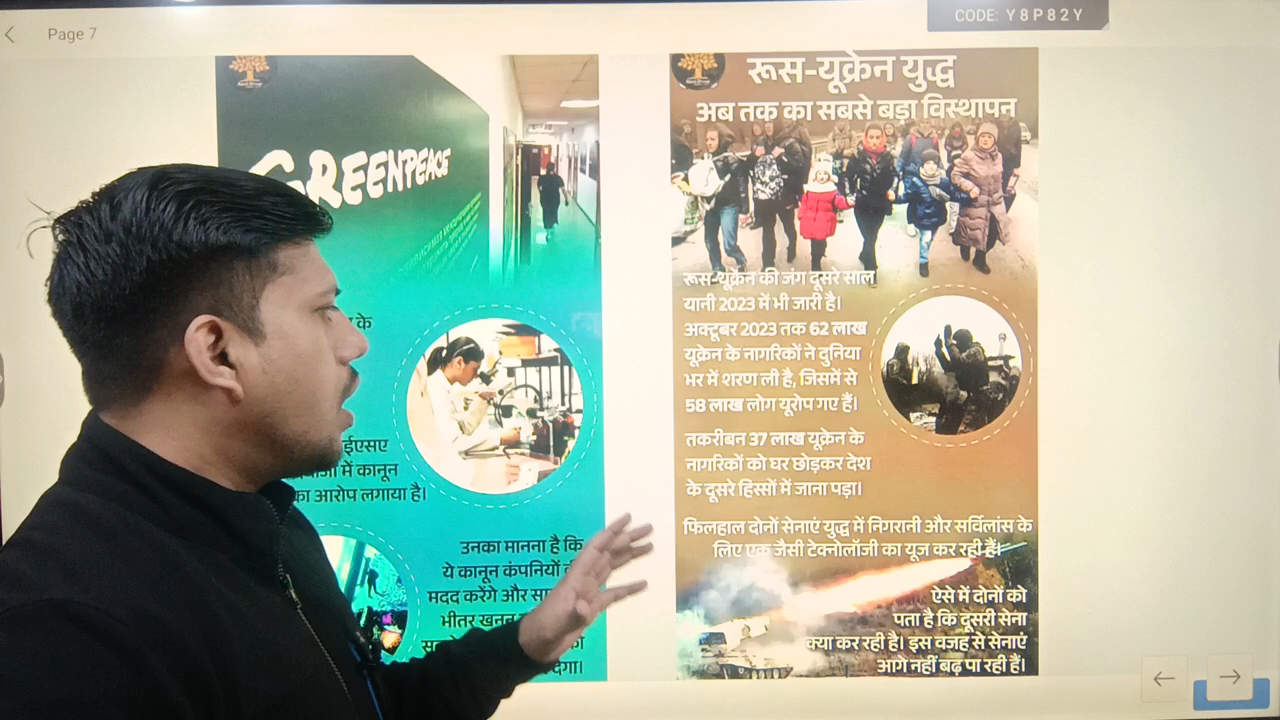 Page 7
CODE: Y8P82Y
GREENPEACE
के
ईएसए
में कानून
का आरोप लगाया है।
उनका मानना है कि
ये कानून कंपनियों
मदद करेंगे और
भीतर खनन
देगा।
रूस-यूक्रेन युद्ध
अब तक का सबसे बड़ा विस्थापन
रूस-यूक्रेन की जंग दूसरे साल
यानी 2023 में भी जारी है।
अक्टूबर 2023 तक 62 लाख
यूक्रेन के नागरिकों ने दुनिया
भर में शरण ली है, जिसमें से
58 लाख लोग यूरोप गए हैं।
तकरीबन 37 लाख यूक्रेन के
नागरिकों को घर छोड़कर देश
के दूसरे हिस्सों में जाना पड़ा।
फिलहाल दोनों सेनाएं युद्ध में निगरानी और सर्विलांस के
लिए एक जैसी टेक्नोलॉजी का यूज कर रही हैं।
ऐसे में दोनों को
पता है कि दूसरी सेना
क्या कर रही है। इस वजह से सेनाएं
आगे नहीं बढ़ पा रही हैं।